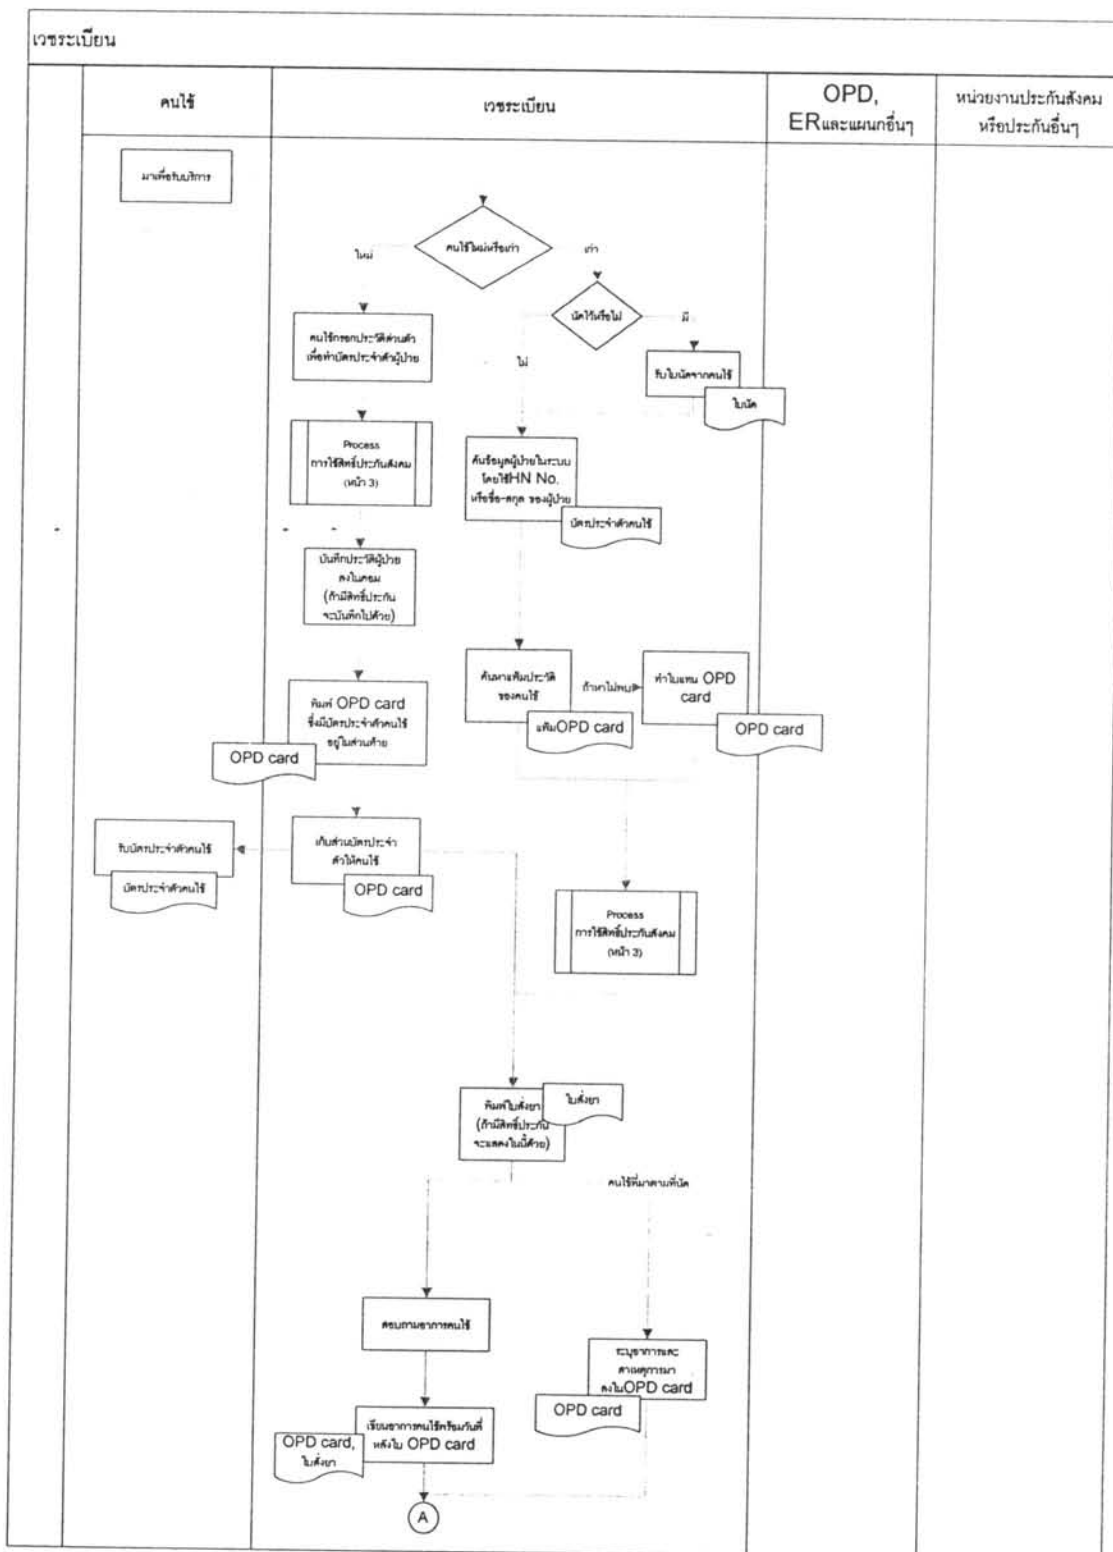 เวชระเบียน
คนไข้
เวชระเบียน
OPD,
ERและแผนกอื่นๆ
หน่วยงานประกันสังคม
หรือประกันอื่นๆ
มาเพื่อรับบริการ
คนไข้ใหม่หรือเก่า
ใหม่
เก่า
นัดไว้หรือไม่
มี
ไม่
คนไข้กรอกประวัติส่วนตัว
เพื่อทำบัตรประจำตัวผู้ป่วย
รับใบนัดจากคนไข้
ใบนัด
Process
การใช้สิทธิ์ประกันสังคม
(หน้า 3)
ค้นข้อมูลผู้ป่วยในระบบ
โดยใช้HN No.
หรือชื่อ-สกุล ของผู้ป่วย
บัตรประจำตัวคนไข้
บันทึกประวัติผู้ป่วย
ลงในคอม
(ถ้ามีสิทธิ์ประกัน
จะบันทึกไปด้วย)
ค้นหาแฟ้มประวัติ
ของคนไข้
แฟ้มOPD card
ถ้าหาไม่พบ
ทำใบแทน OPD
card
OPD card
พิมพ์ OPD card
ซึ่งมีบัตรประจำตัวคนไข้
อยู่ในส่วนท้าย
OPD card
รับบัตรประจำตัวคนไข้
บัตรประจำตัวคนไข้
เก็บส่วนบัตรประจำ
ตัวให้คนไข้
OPD card
Process
การใช้สิทธิ์ประกันสังคม
(หน้า 3)
พิมพ์ใบสั่งยา
(ถ้ามีสิทธิ์ประกัน
จะแสดงในนี้ด้วย)
ใบสั่งยา
คนไข้ที่มาตามที่นัด
สอบถามอาการคนไข้
ระบุอาการและ
สาเหตุการมา
ลงในOPD card
OPD card
เขียนอาการคนไข้พร้อมวันที่
หลังใบ OPD card
OPD card,
ใบสั่งยา
A